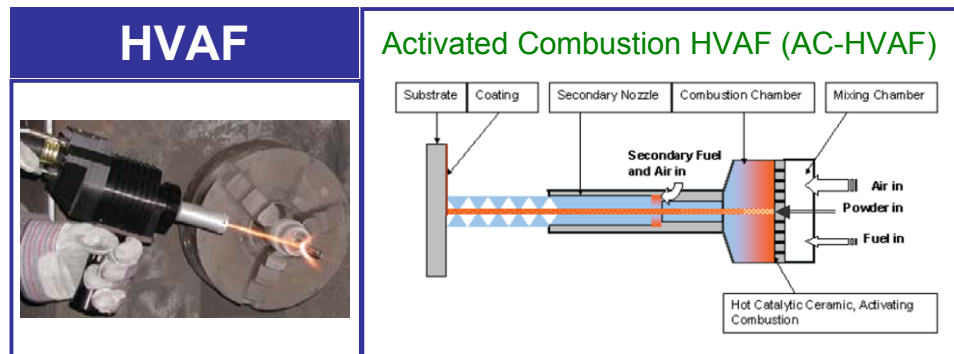 HVAF
Activated Combustion HVAF (AC-HVAF)
Substrate
Coating
Secondary Nozzle
Combustion Chamber
Mixing Chamber
Secondary Fuel
and Air in
Air in
Powder in
Fuel in
Hot Catalytic Ceramic, Activating
Combustion